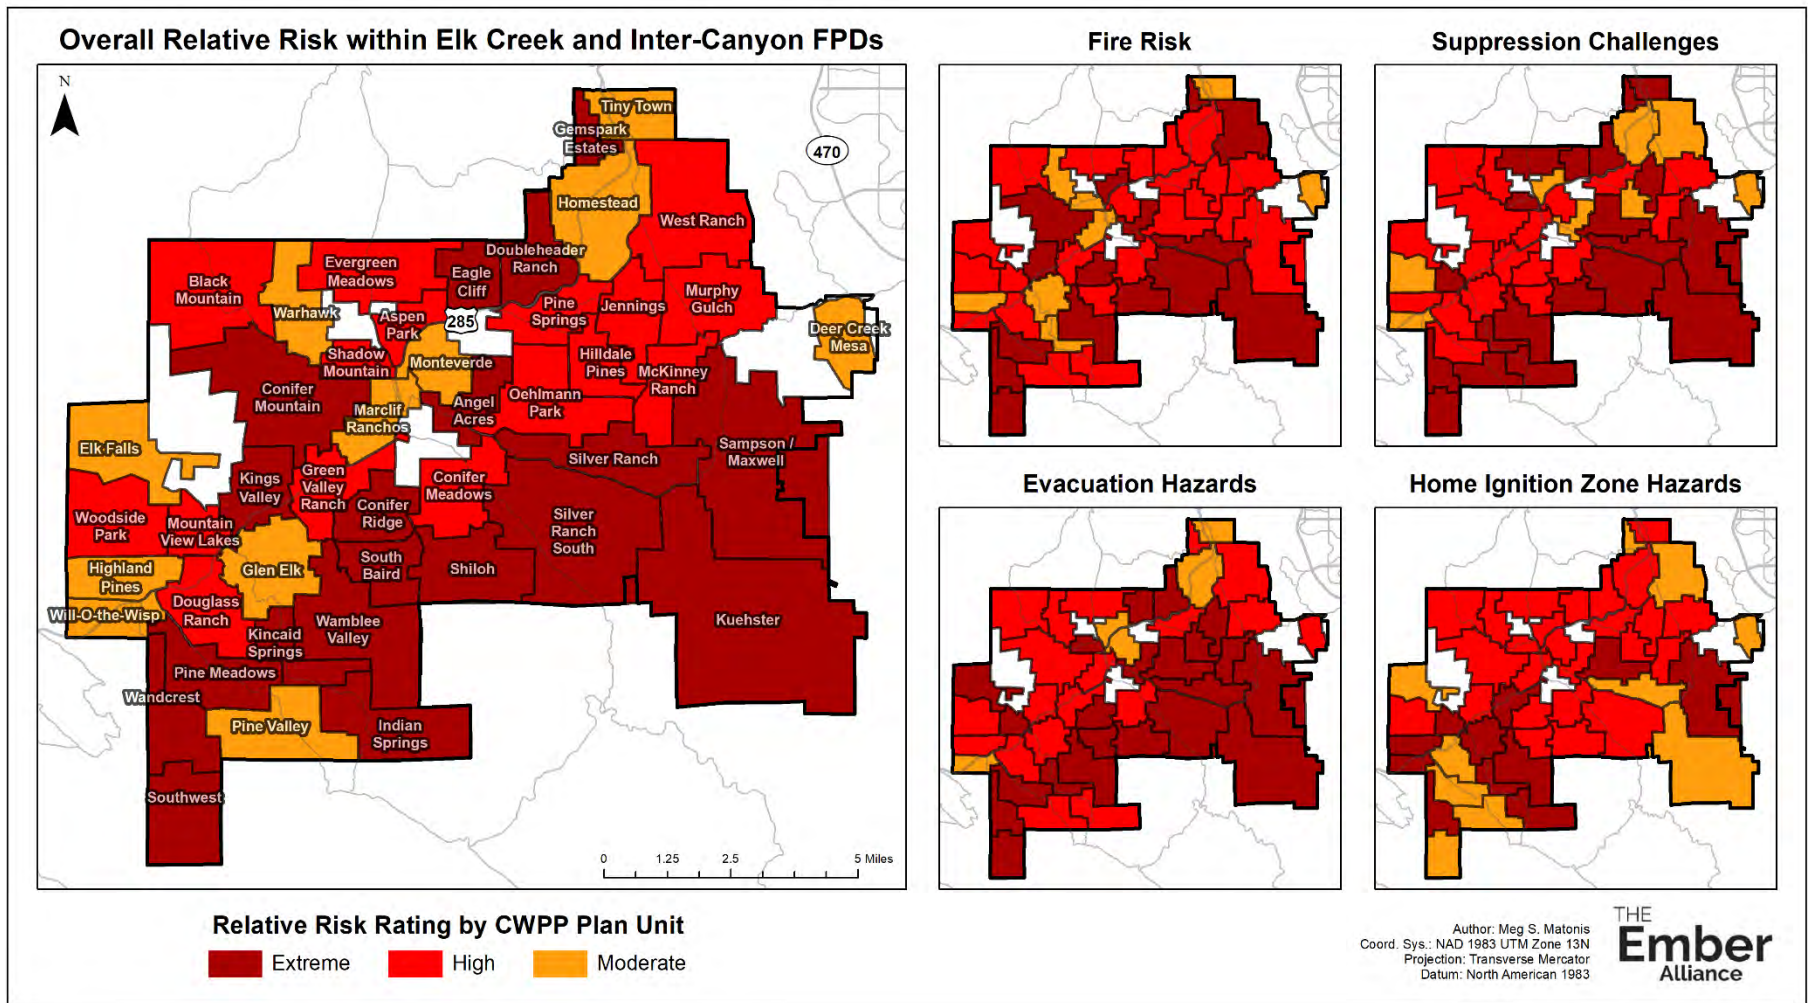 Overall Relative Risk within Elk Creek and Inter-Canyon FPDs
N
470
Tiny Town
Gemspark
Estates
Homestead
West Ranch
Doubleheader
Ranch
Evergreen
Meadows
Eagle
Cliff
Black
Mountain
Pine
Springs
Jennings
Murphy
Gulch
Warhawk
Aspen
Park
285
Deer Creek
Mesa
Shadow
Mountain
Monteverde
Hilldale
Pines
McKinney
Ranch
Conifer
Mountain
Oehlmann
Park
Angel
Acres
Marclif
Ranchos
Elk Falls
Sampson /
Maxwell
Silver Ranch
Kings
Valley
Green
Valley
Ranch
Conifer
Meadows
Woodside
Park
Mountain
View Lakes
Conifer
Ridge
Silver
Ranch
South
Highland
Pines
Glen Elk
South
Baird
Shiloh
Will-O-the-Wisp
Douglass
Ranch
Kincaid
Springs
Wamblee
Valley
Kuehster
Pine Meadows
Wandcrest
Pine Valley
Indian
Springs
Southwest
0 1.25 2.5 5 Miles
Fire Risk
Suppression Challenges
Evacuation Hazards
Home Ignition Zone Hazards
Relative Risk Rating by CWPP Plan Unit
Extreme
High
Moderate
Author: Meg S. Matonis
Coord. Sys.: NAD 1983 UTM Zone 13N
Projection: Transverse Mercator
Datum: North American 1983
THE
Ember
Alliance